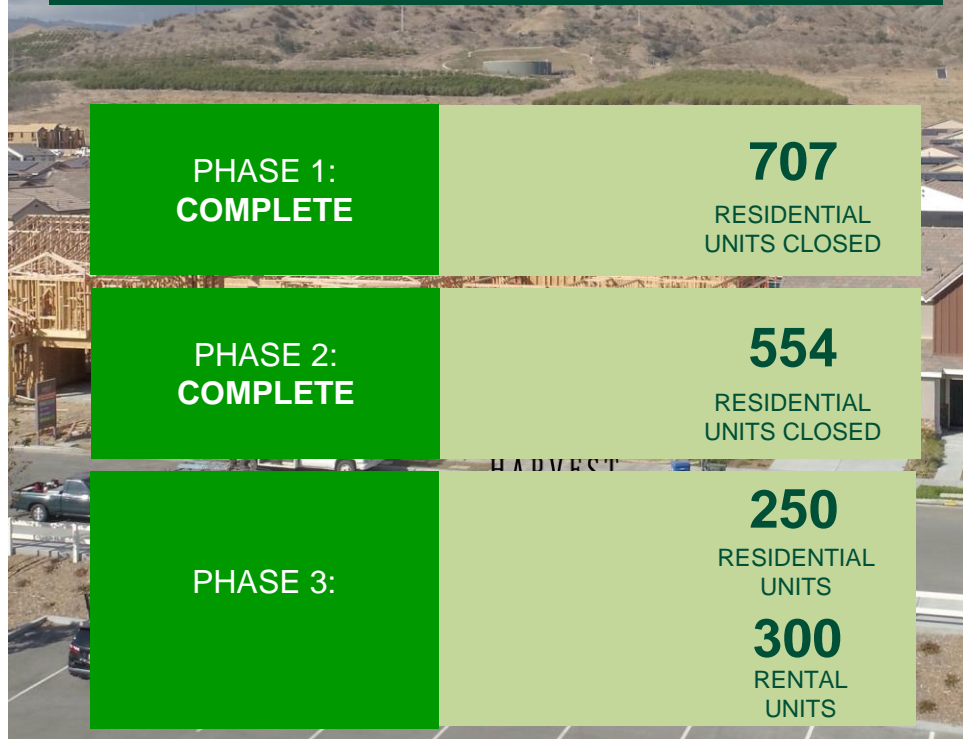 PHASE 1:
COMPLETE
707
RESIDENTIAL
UNITS CLOSED
PHASE 2:
COMPLETE
554
RESIDENTIAL
UNITS CLOSED
HARVEST
PHASE 3:
250
RESIDENTIAL
UNITS
300
RENTAL
UNITS